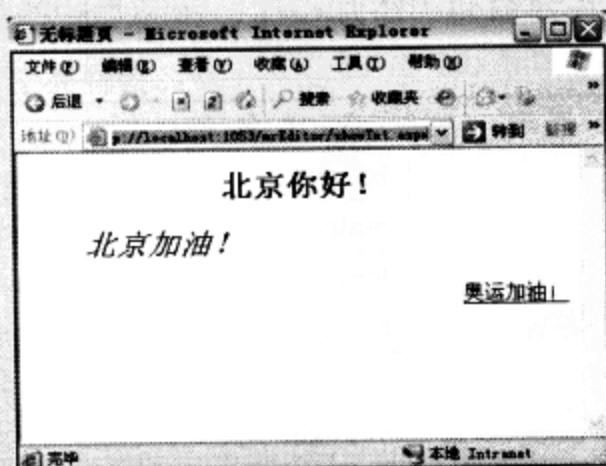 无标题页 - Microsoft Internet Explorer
文件(F) 编辑(E) 查看(V) 收藏(A) 工具(T) 帮助(H)
后退 搜索 收藏夹 »
地址(D) p://localhost:1053/mrEditor/showTxt.aspx 转到 链接 »
北京你好！
北京加油！
奥运加油！
完毕 本地 Intranet